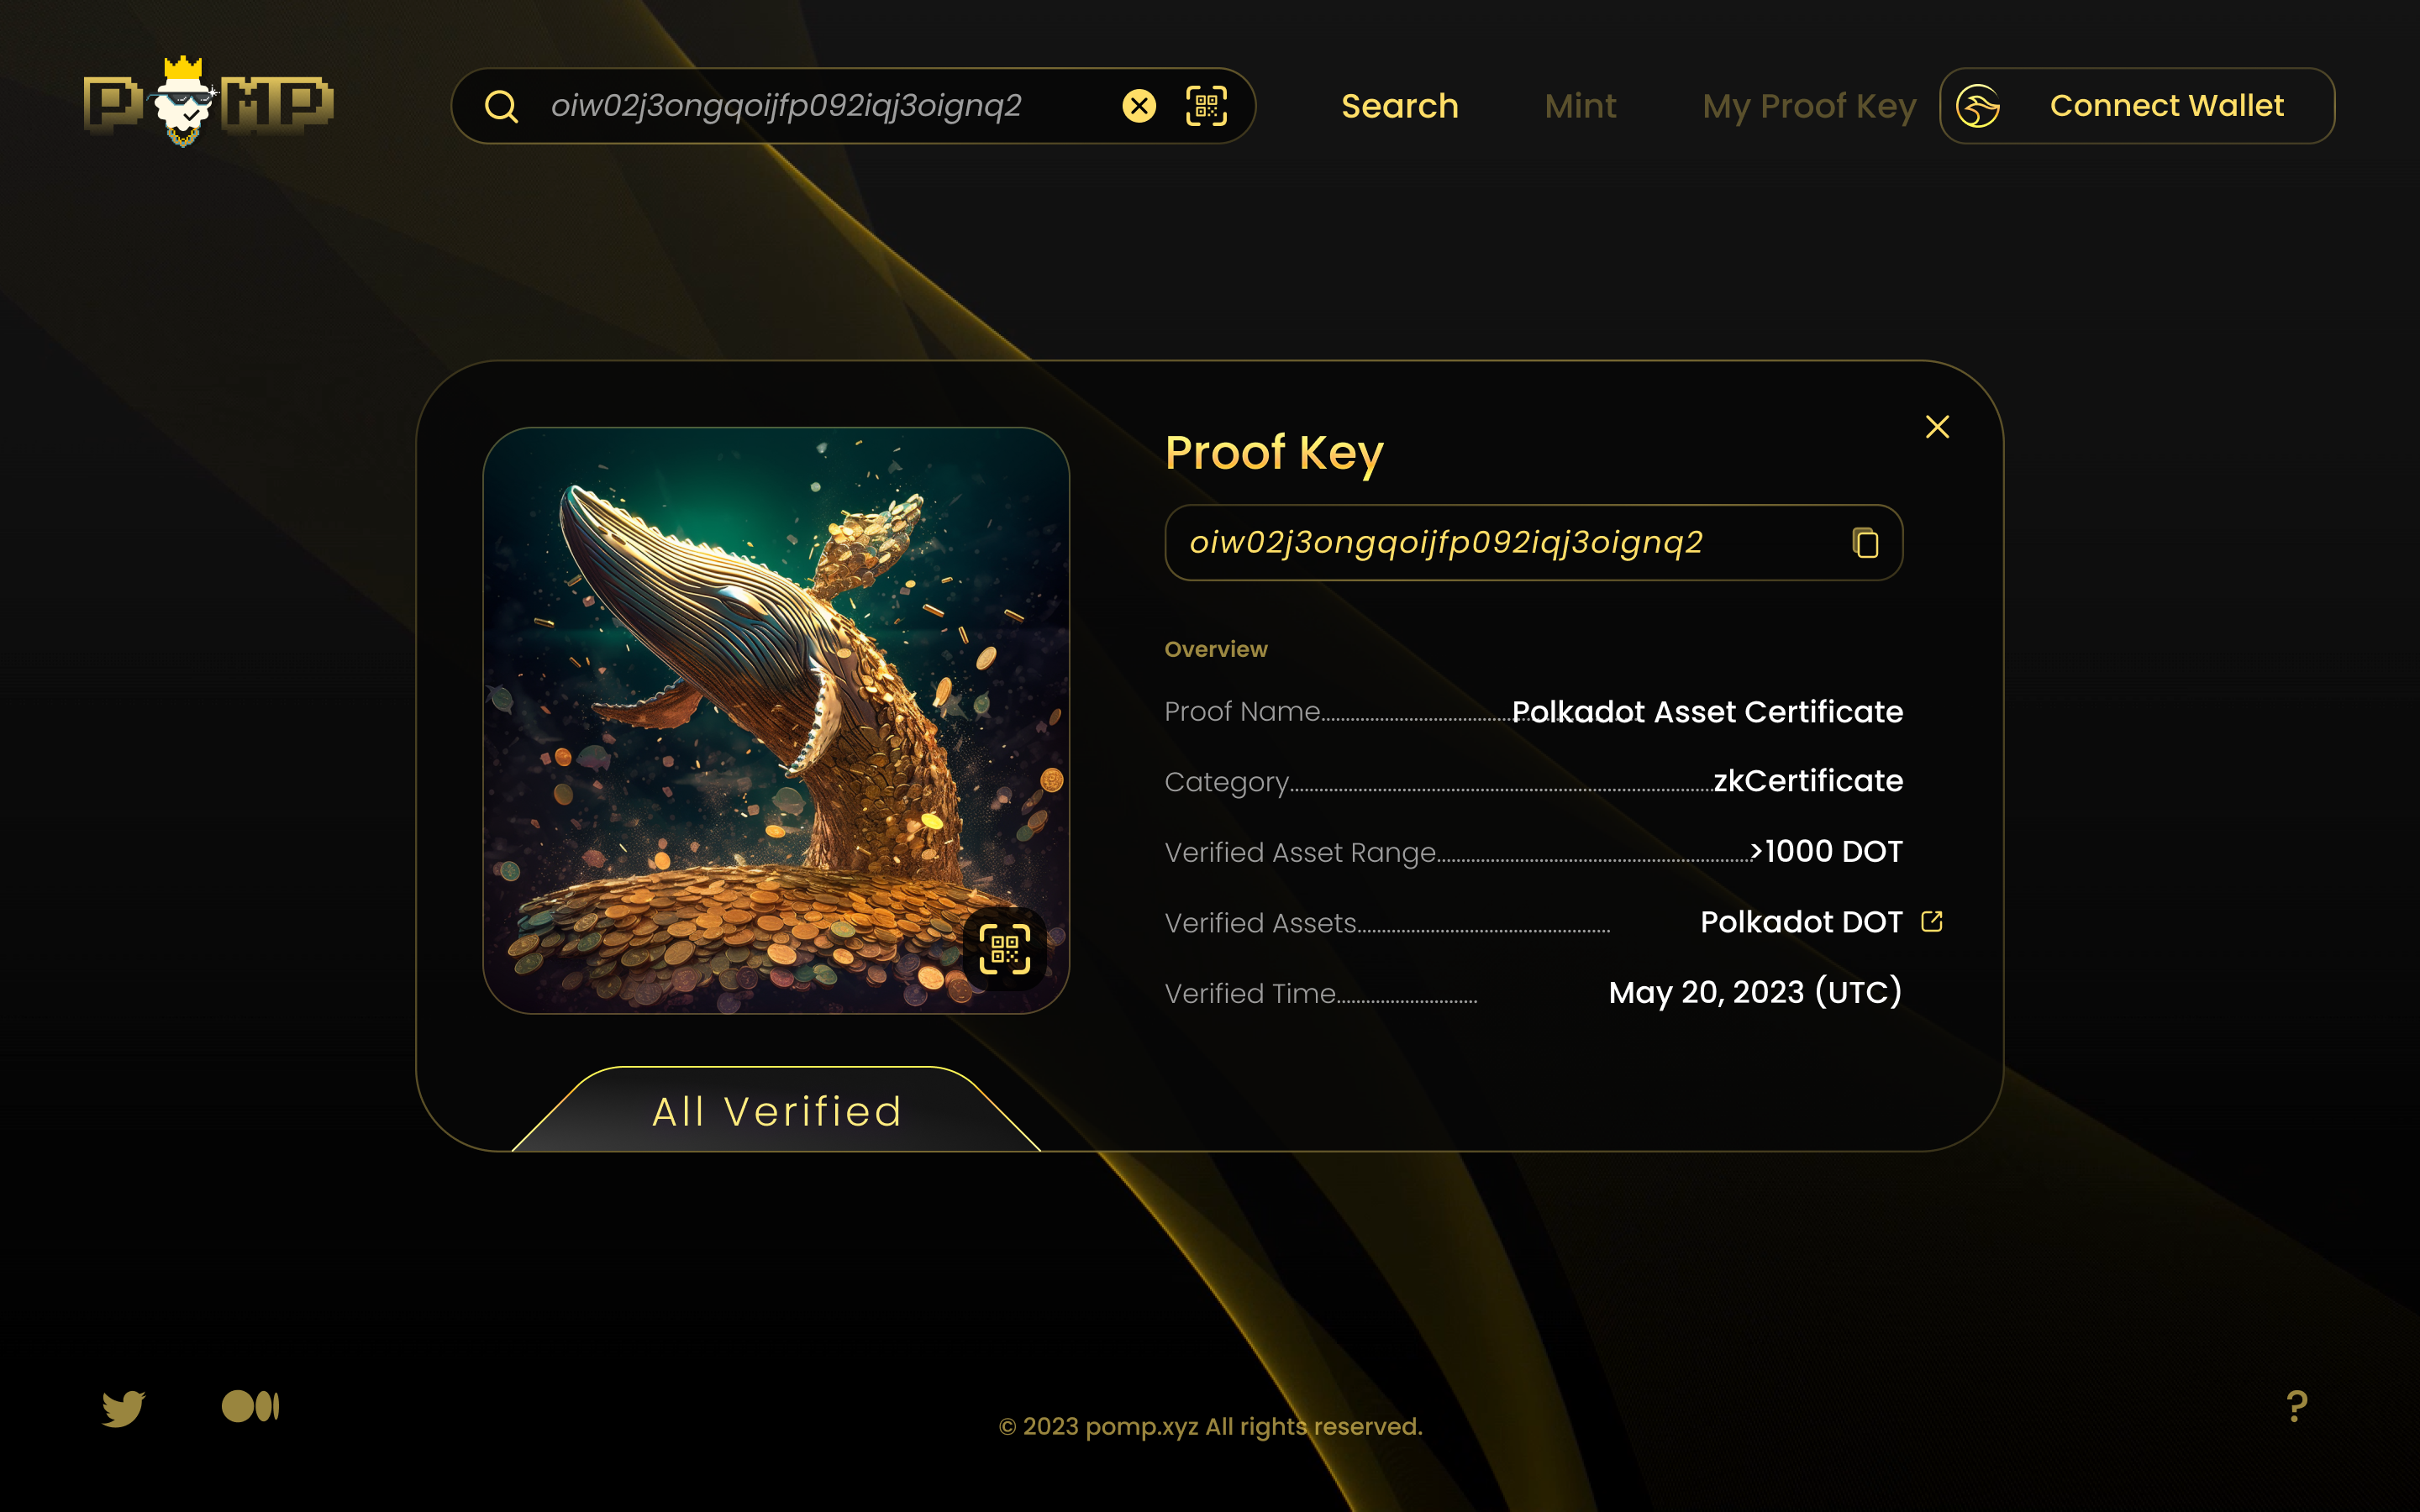 POMP
oiw02j3ongqoijfp092iqj3oignq2
Search
Mint
My Proof Key
Connect Wallet
Proof Key
oiw02j3ongqoijfp092iqj3oignq2
Overview
Proof Name.......................................................Polkadot Asset Certificate
Category.......................................................zkCertificate
Verified Asset Range.......................................................>1000 DOT
Verified Assets............................................. Polkadot DOT
Verified Time......................... May 20, 2023 (UTC)
All Verified
© 2023 pomp.xyz All rights reserved.
?